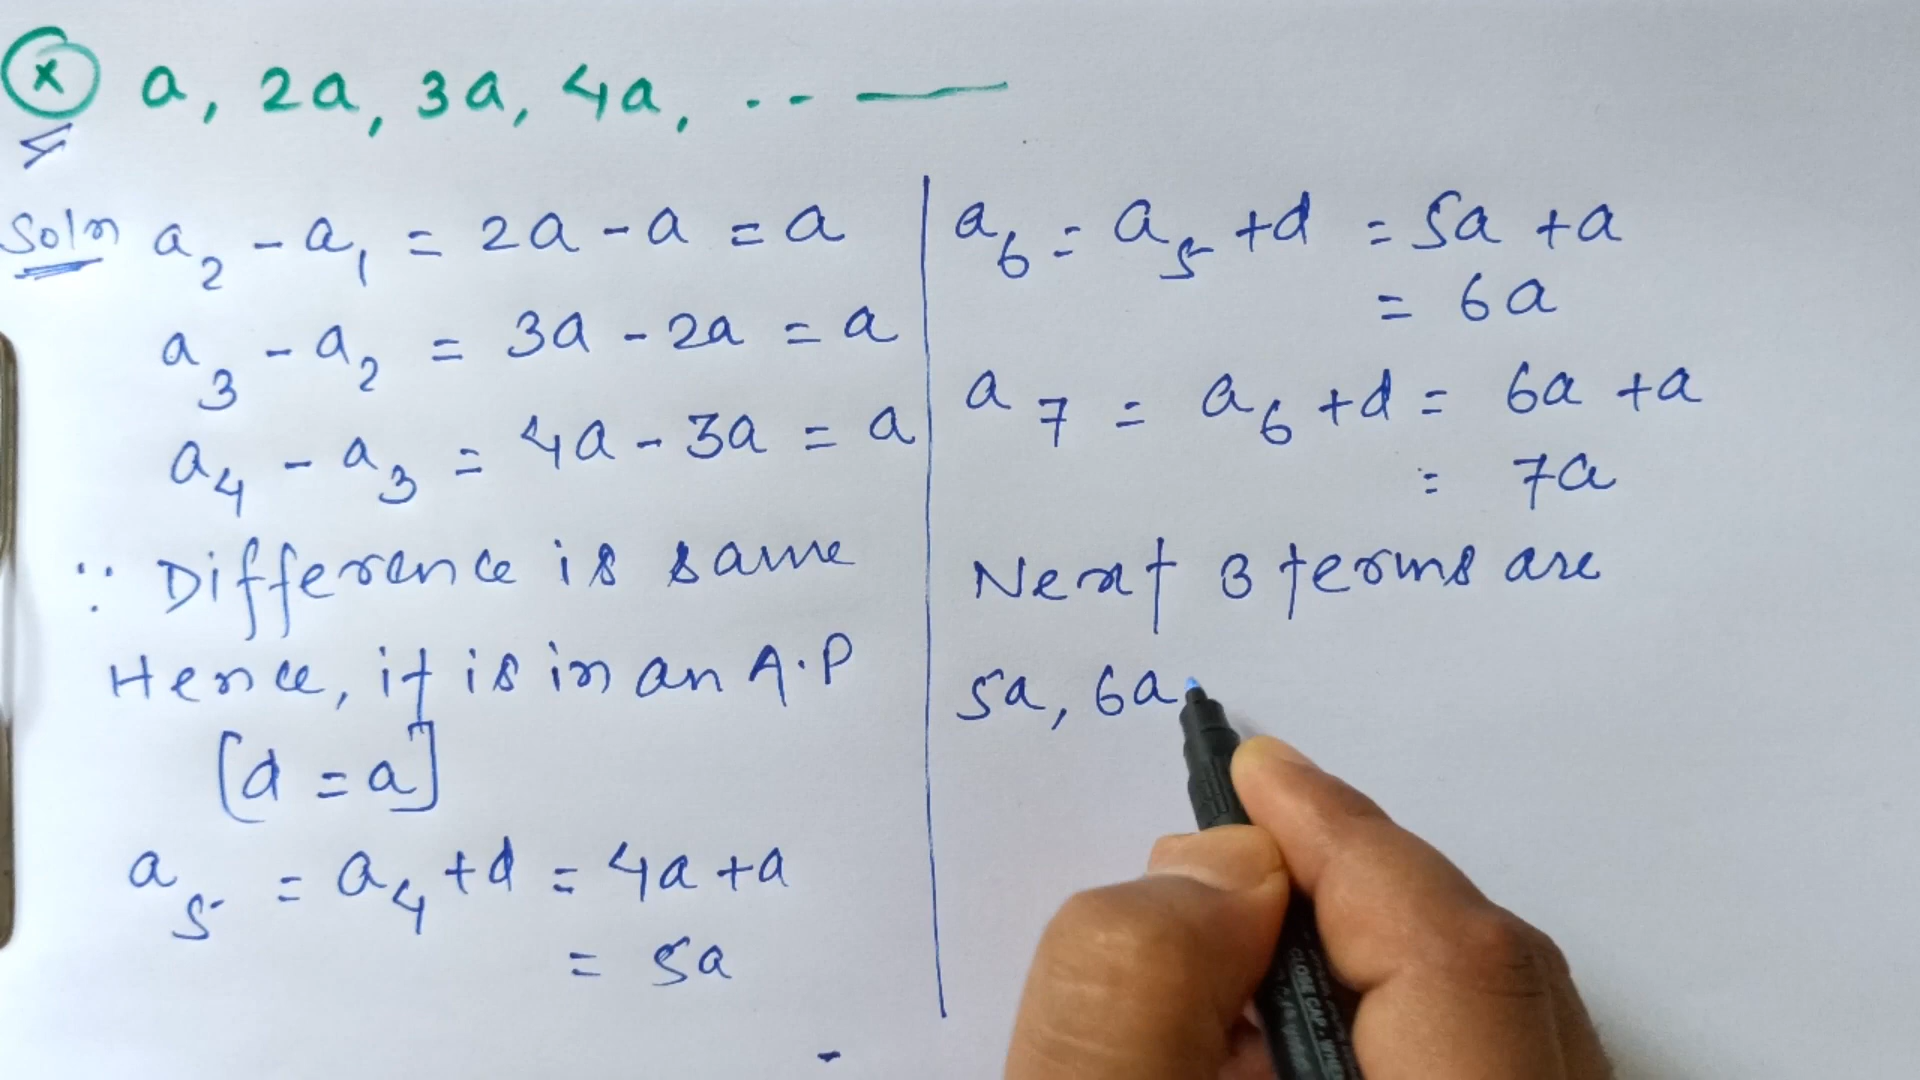 (x) a, 2a, 3a, 4a, ..——
Soln a₂ - a₁ = 2a - a = a
a₃ - a₂ = 3a - 2a = a
a₄ - a₃ = 4a - 3a = a
∵ Difference is same
Hence, it is in an A.P
[d = a]
a₅ = a₄ + d = 4a + a
= 5a
a₆ = a₅ + d = 5a + a
= 6a
a₇ = a₆ + d = 6a + a
= 7a
Next 3 terms are
5a, 6a